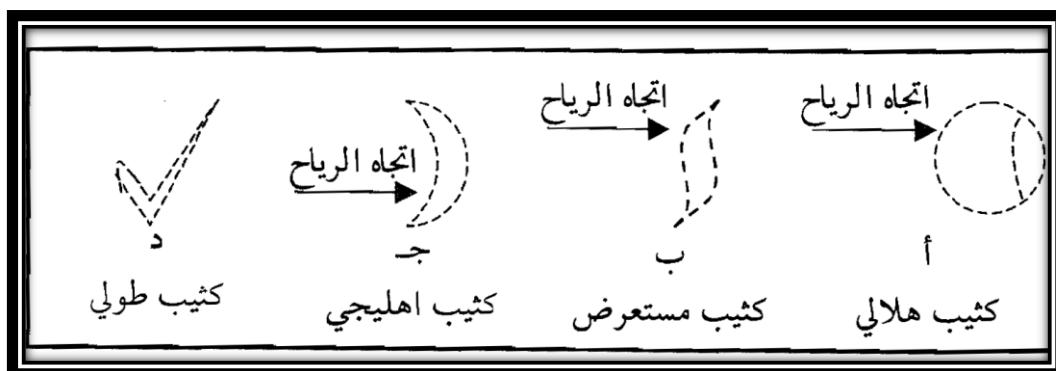 اتجاه الرياح
أ
كثيب هلالي
اتجاه الرياح
ب
كثيب مستعرض
اتجاه الرياح
جـ
كثيب اهليجي
د
كثيب طولي